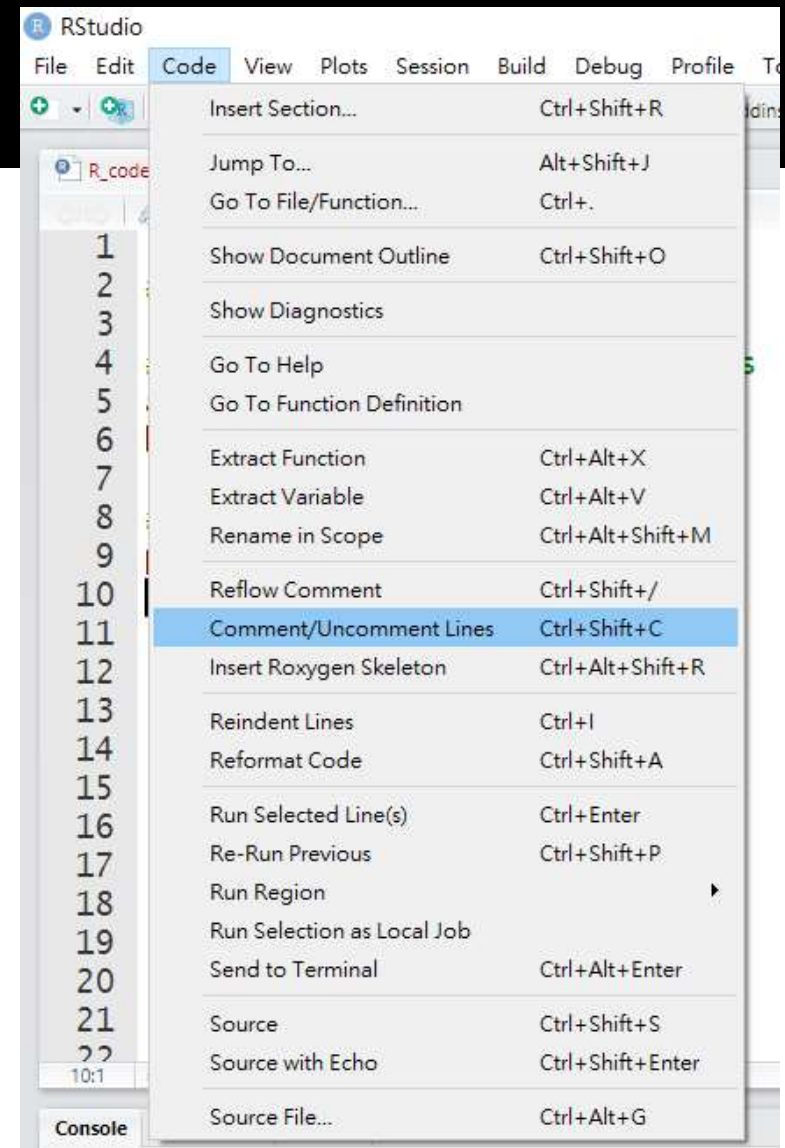 RStudio
File Edit Code View Plots Session Build Debug Profile
Insert Section... Ctrl+Shift+R
R_code
Jump To... Alt+Shift+J
Go To File/Function... Ctrl+.
1
Show Document Outline Ctrl+Shift+O
2
Show Diagnostics
3
4 Go To Help s
5 Go To Function Definition
6
Extract Function Ctrl+Alt+X
7
Extract Variable Ctrl+Alt+V
8
Rename in Scope Ctrl+Alt+Shift+M
9
10 Reflow Comment Ctrl+Shift+/
11 Comment/Uncomment Lines Ctrl+Shift+C
12 Insert Roxygen Skeleton Ctrl+Alt+Shift+R
13 Reindent Lines Ctrl+I
14 Reformat Code Ctrl+Shift+A
15
16 Run Selected Line(s) Ctrl+Enter
17 Re-Run Previous Ctrl+Shift+P
18 Run Region
19 Run Selection as Local Job
20 Send to Terminal Ctrl+Alt+Enter
21 Source Ctrl+Shift+S
22 Source with Echo Ctrl+Shift+Enter
10:1
Console Source File... Ctrl+Alt+G